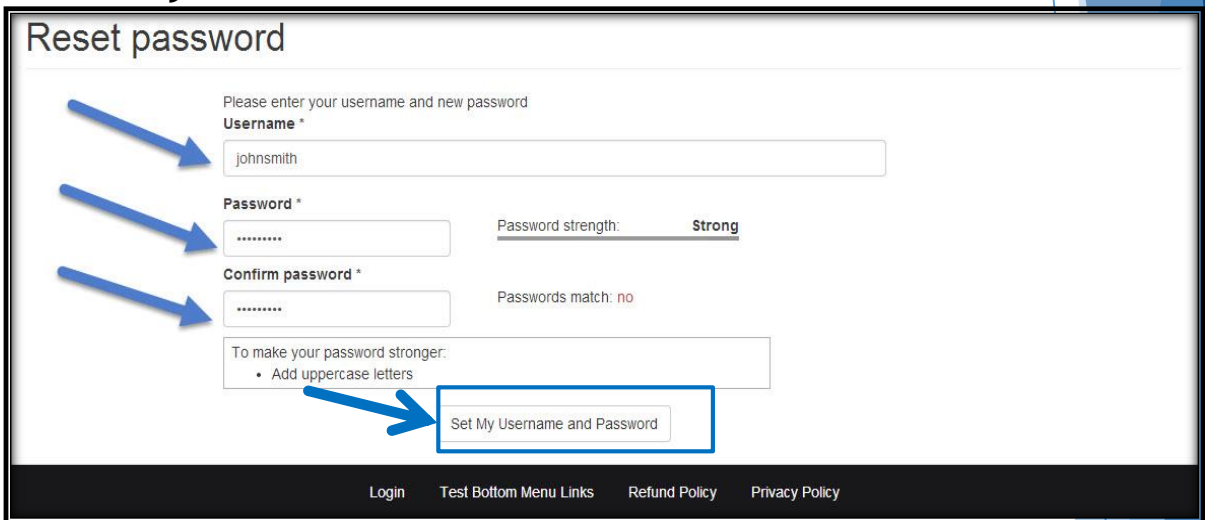 Reset password
Please enter your username and new password
Username *
johnsmith
Password *
•••••••••
Password strength: Strong
Confirm password *
•••••••••
Passwords match: no
To make your password stronger:
• Add uppercase letters
Set My Username and Password
Login Test Bottom Menu Links Refund Policy Privacy Policy